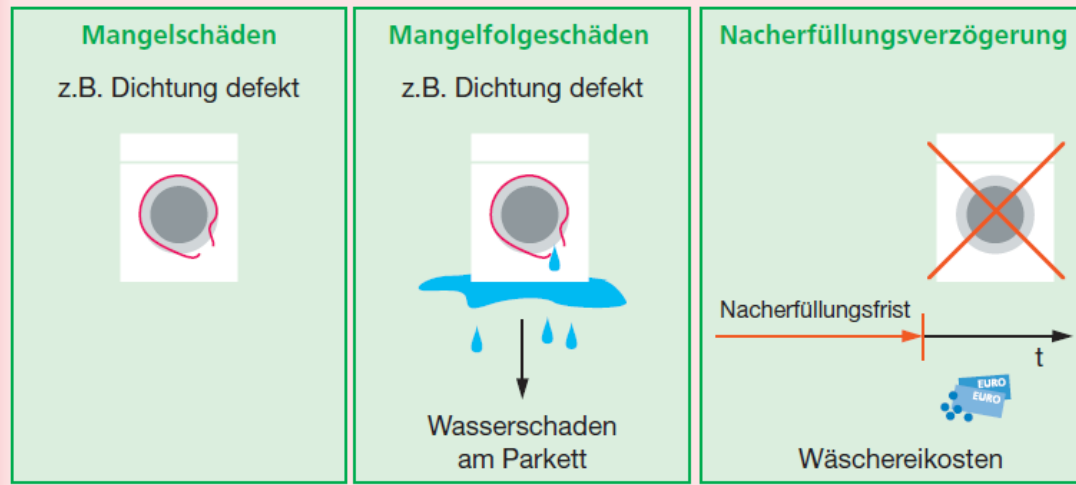 Mangelschäden
z.B. Dichtung defekt
Mangelfolgeschäden
z.B. Dichtung defekt
Wasserschaden
am Parkett
Nacherfüllungsverzögerung
Nacherfüllungsfrist
t
EURO
EURO
Wäschereikosten